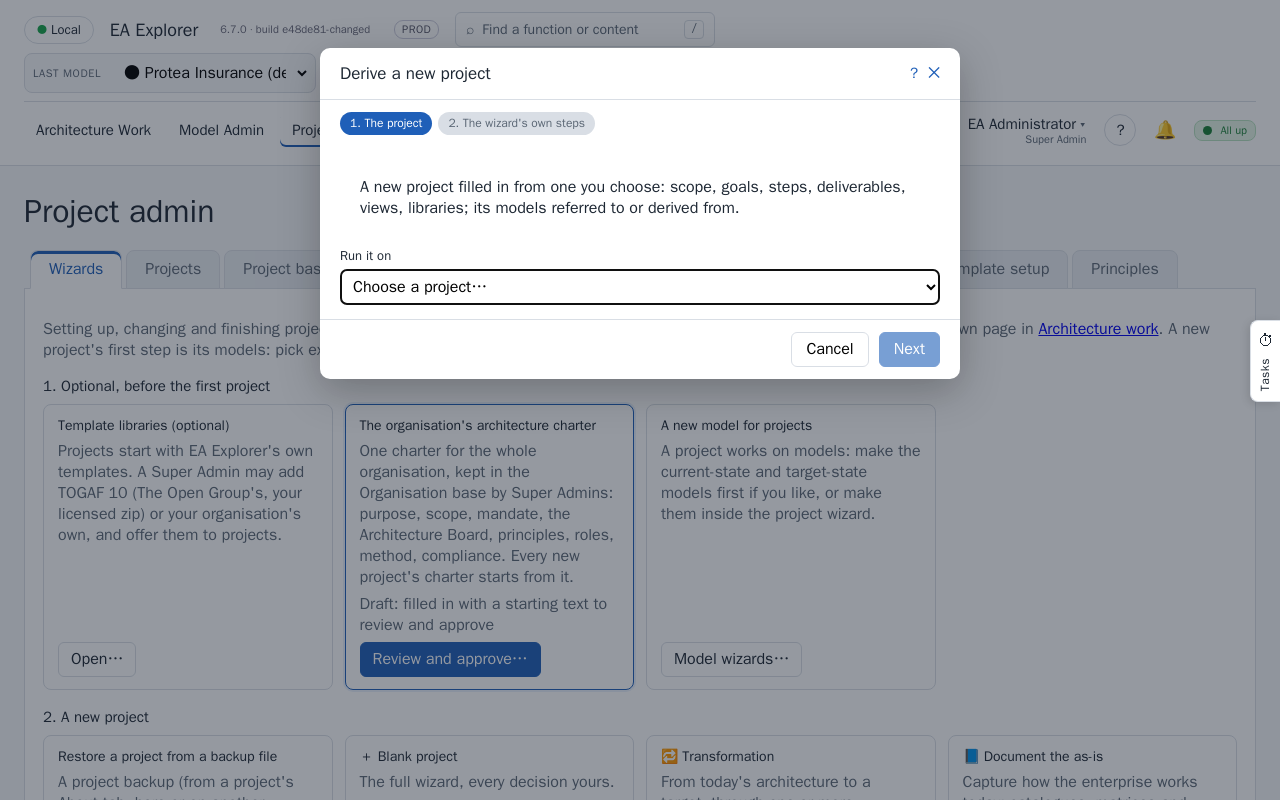 Local
EA Explorer
6.7.0 · build e48de81-changed
PROD
Find a function or content
/
LAST MODEL
Protea Insurance (de
Architecture Work
Model Admin
EA Administrator
Super Admin
?
All up
Derive a new project
?
1. The project
2. The wizard's own steps
A new project filled in from one you choose: scope, goals, steps, deliverables,
views, libraries; its models referred to or derived from.
Run it on
Choose a project···
Cancel
Next
Project admin
Wizards
Projects
Project bas
mplate setup
Principles
Setting up, changing and finishing projec
wn page in Architecture work. A new
project's first step is its models: pick ex
Tasks
1. Optional, before the first project
Template libraries (optional)
Projects start with EA Explorer's own
templates. A Super Admin may add
TOGAF 10 (The Open Group's, your
licensed zip) or your organisation's
own, and offer them to projects.
Open···
The organisation's architecture charter
One charter for the whole
organisation, kept in the
Organisation base by Super Admins:
purpose, scope, mandate, the
Architecture Board, principles, roles,
method, compliance. Every new
project's charter starts from it.
Draft: filled in with a starting text to
review and approve
Review and approve···
A new model for projects
A project works on models: make the
current-state and target-state
models first if you like, or make
them inside the project wizard.
Model wizards···
2. A new project
Restore a project from a backup file
A project backup (from a project's
+ Blank project
The full wizard, every decision yours.
Transformation
From today's architecture to a
Document the as-is
Capture how the enterprise works